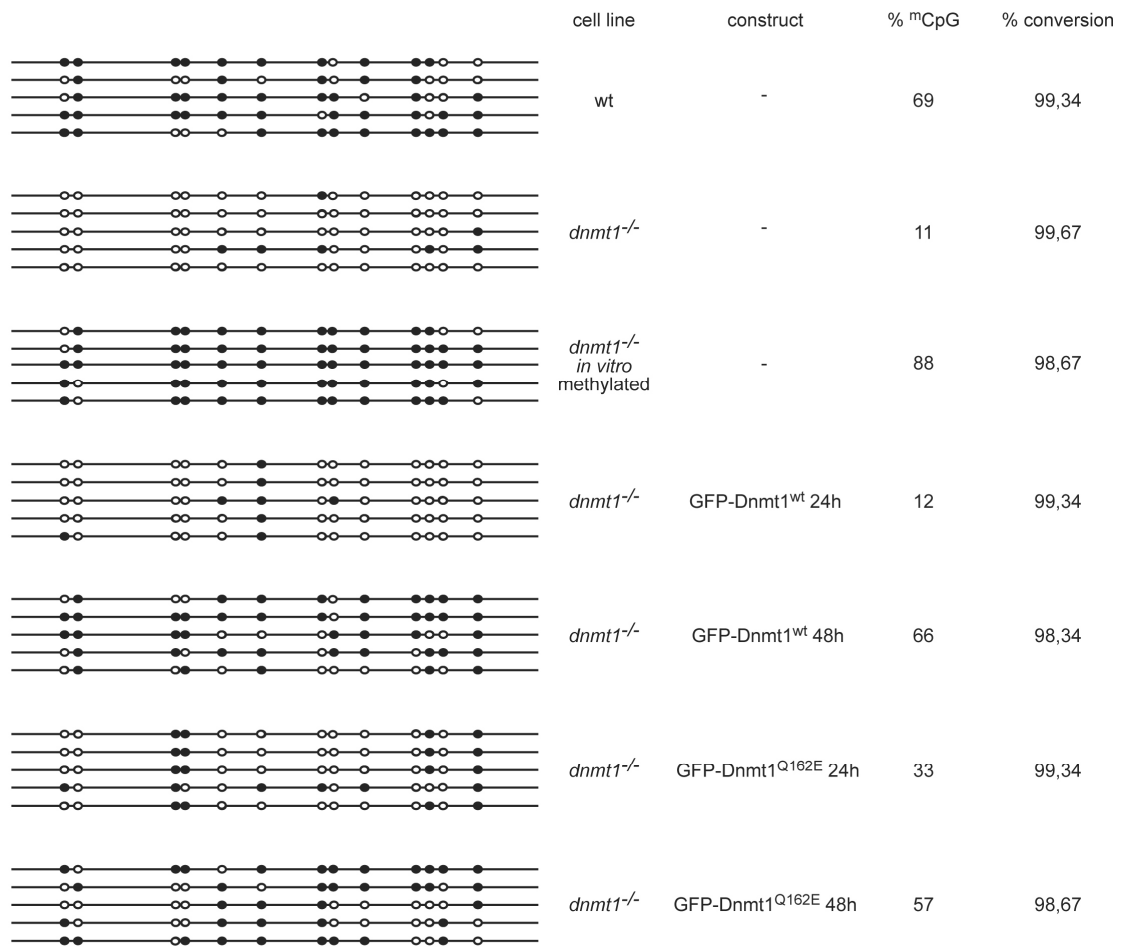 cell line construct % mCpG % conversion
wt - 69 99,34
dnmt1-/- - 11 99,67
dnmt1-/-
in vitro
methylated - 88 98,67
dnmt1-/- GFP-Dnmt1wt 24h 12 99,34
dnmt1-/- GFP-Dnmt1wt 48h 66 98,34
dnmt1-/- GFP-Dnmt1Q162E 24h 33 99,34
dnmt1-/- GFP-Dnmt1Q162E 48h 57 98,67